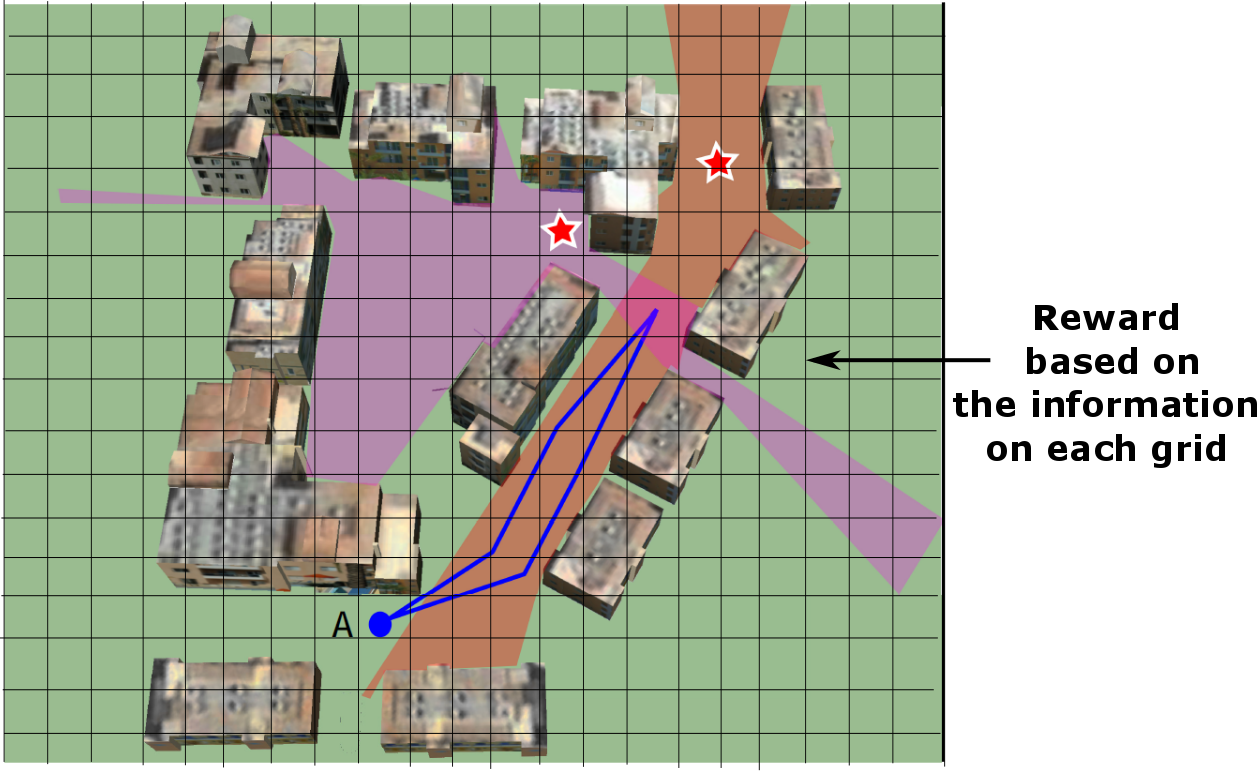 A
Reward
based on
the information
on each grid